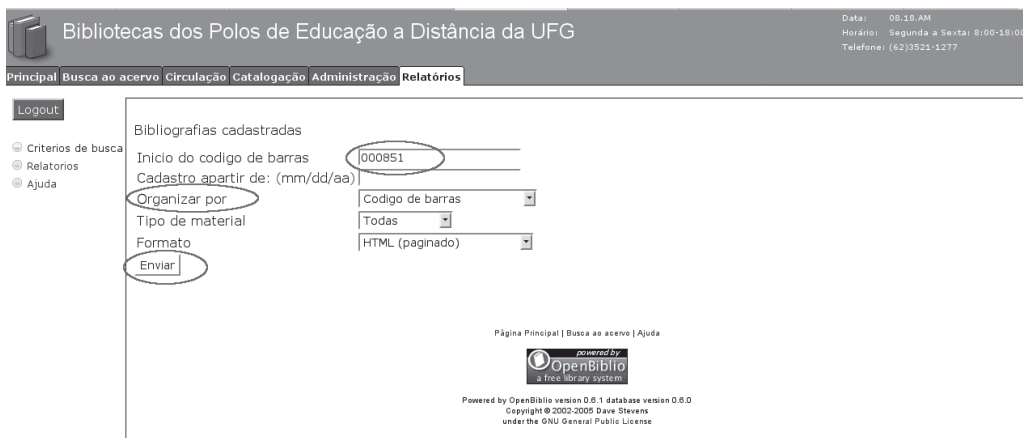 Bibliotecas dos Polos de Educação a Distância da UFG
Data: 08.18.AM
Horário: Segunda a Sexta: 8:00-18:00
Telefone: (62)3521-1277
Principal Busca ao acervo Circulação Catalogação Administração Relatórios
Logout
Criterios de busca
Relatorios
Ajuda
Bibliografias cadastradas
Inicio do codigo de barras 000851
Cadastro apartir de: (mm/dd/aa)
Organizar por Codigo de barras
Tipo de material Todas
Formato HTML (paginado)
Enviar
Página Principal | Busca ao acervo | Ajuda
powered by
OpenBiblio
a free library system
Powered by OpenBiblio version 0.6.1 database version 0.6.0
Copyright © 2002-2005 Dave Stevens
under the GNU General Public License